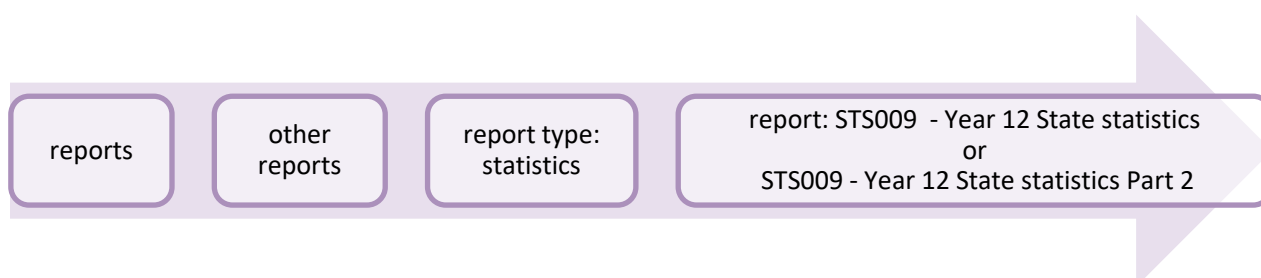 reports
other
reports
report type:
statistics
report: STS009 - Year 12 State statistics
or
STS009 - Year 12 State statistics Part 2